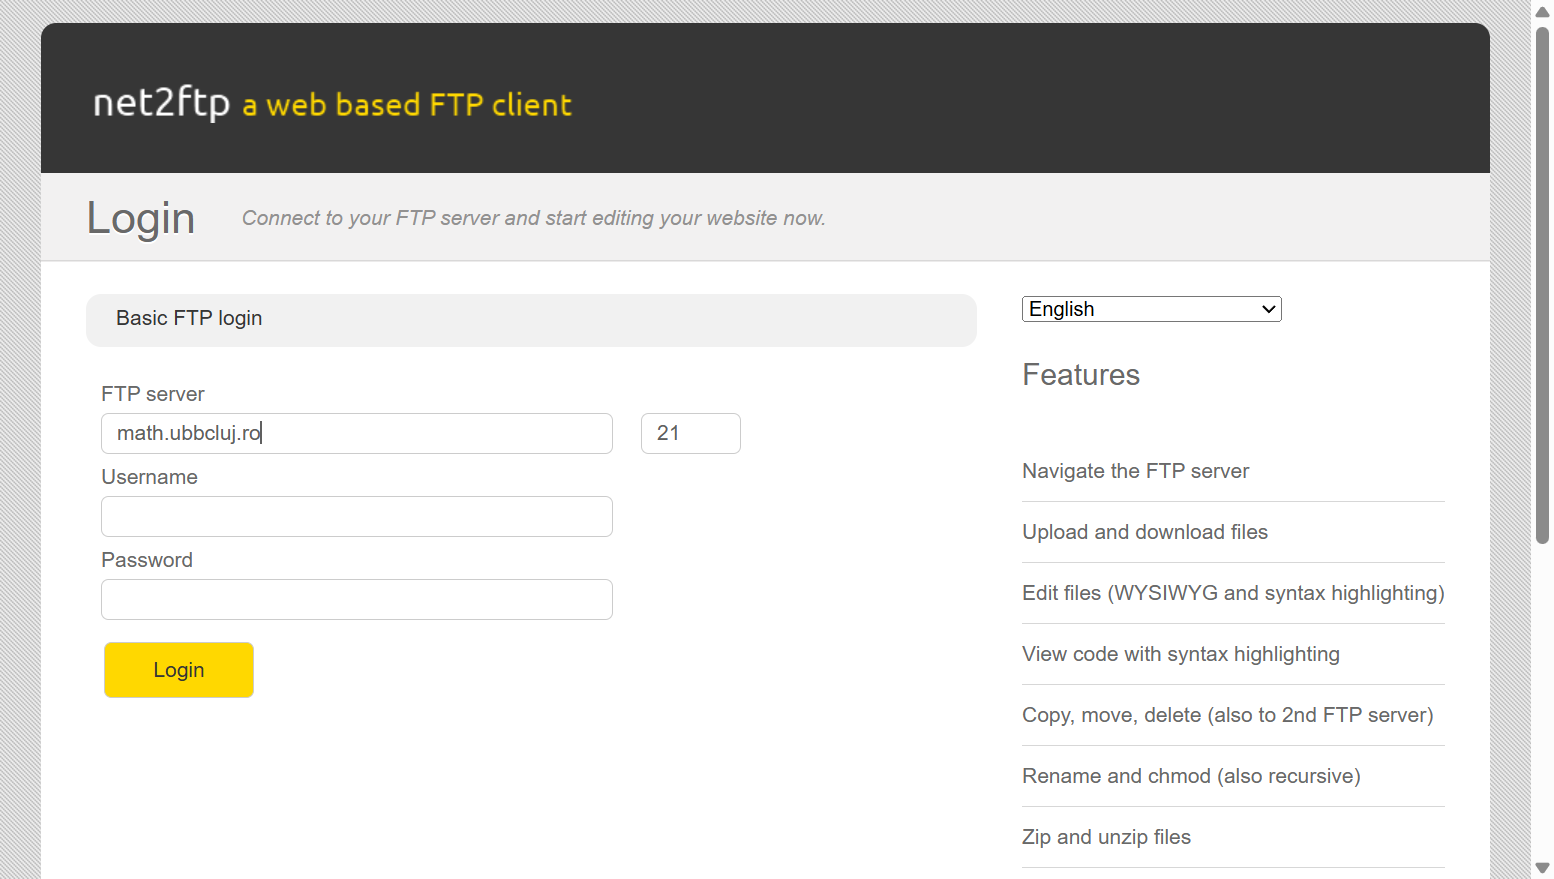 net2ftp a web based FTP client
Login
Connect to your FTP server and start editing your website now.
Basic FTP login
FTP server
math.ubbcluj.ro
21
Username
Password
Login
English
Features
Navigate the FTP server
Upload and download files
Edit files (WYSIWYG and syntax highlighting)
View code with syntax highlighting
Copy, move, delete (also to 2nd FTP server)
Rename and chmod (also recursive)
Zip and unzip files